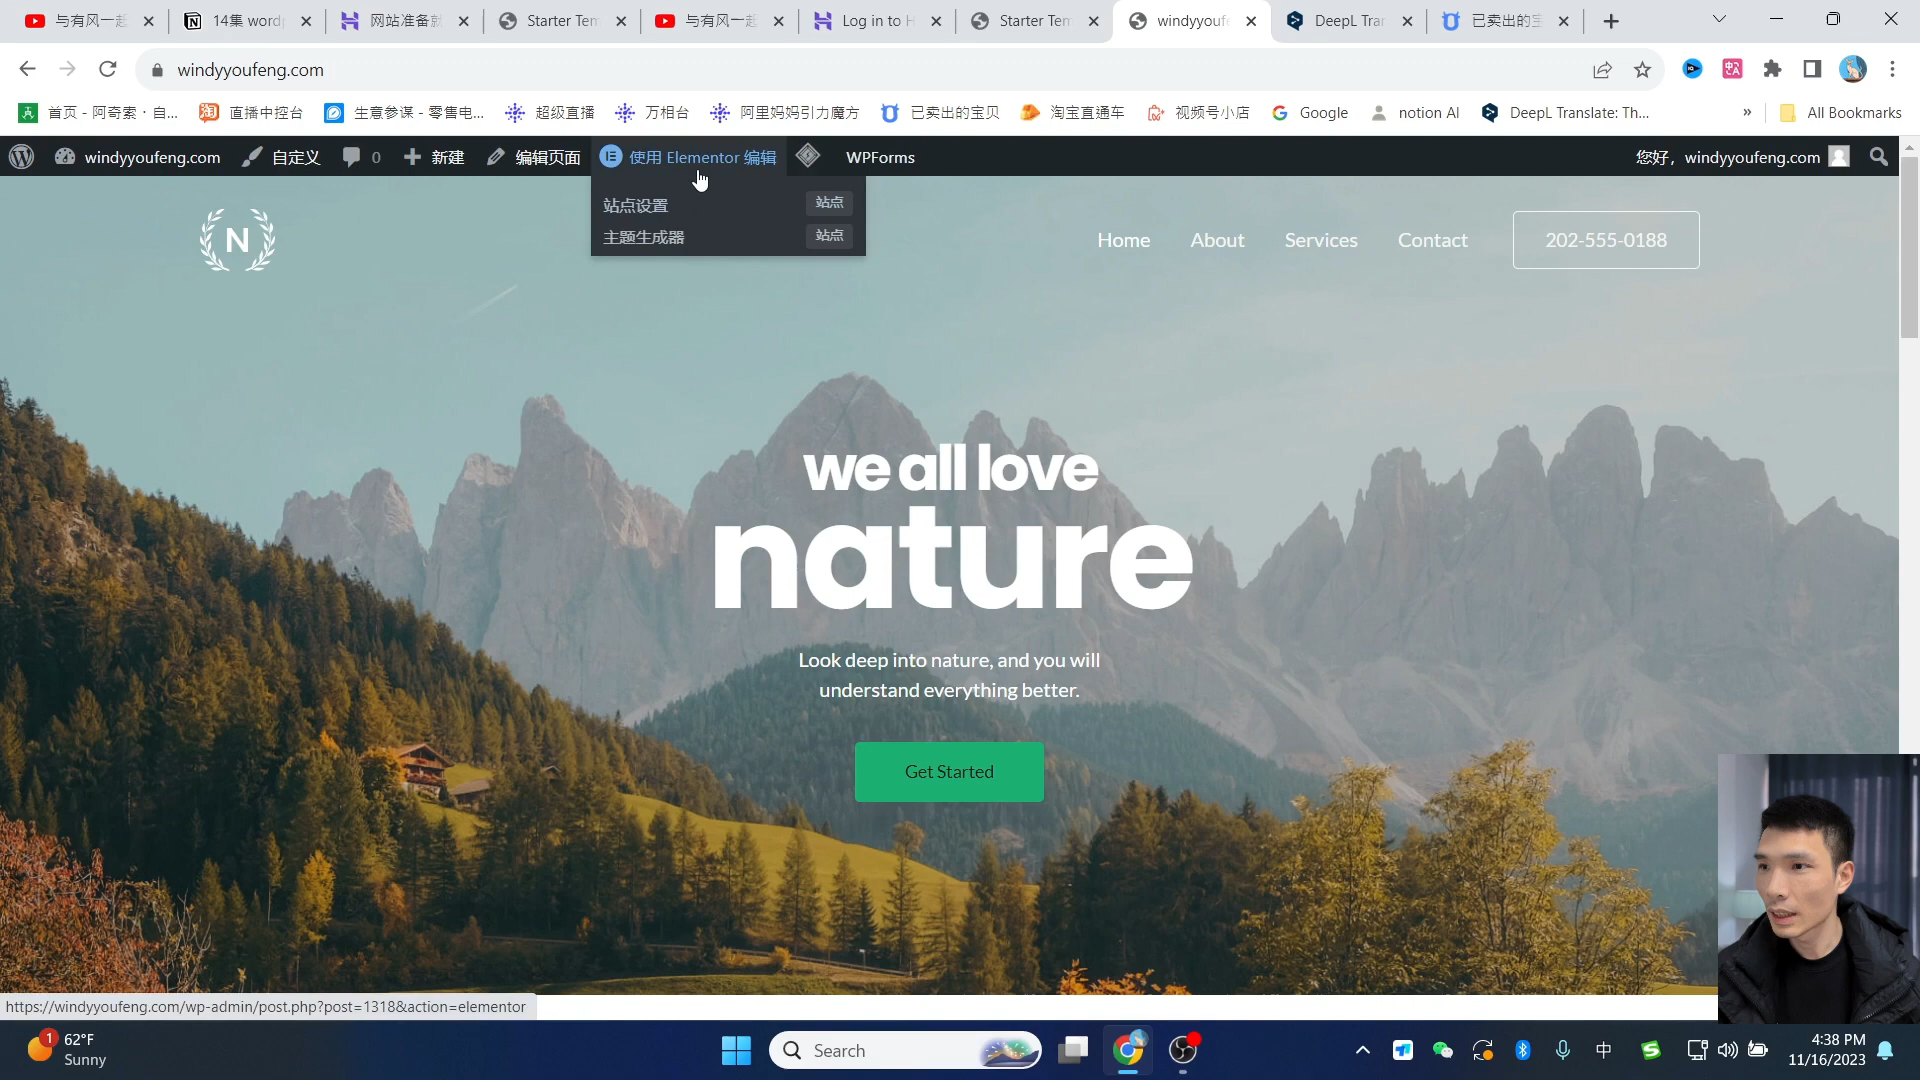 与有风一起
14集 wordp
网站准备就
Starter Tem
与有风一起
Log in to H
Starter Tem
windyyoufe
DeepL Tran
已卖出的宝
windyyoufeng.com
首页 - 阿奇索 · 自...
直播中控台
生意参谋 - 零售电...
超级直播
万相台
阿里妈妈引力魔方
已卖出的宝贝
淘宝直通车
视频号小店
Google
notion AI
DeepL Translate: Th...
»
All Bookmarks
windyyoufeng.com
自定义
0
新建
编辑页面
使用 Elementor 编辑
WPForms
您好，windyyoufeng.com
站点设置 站点
主题生成器 站点
N
Home
About
Services
Contact
202-555-0188
we all love
nature
Look deep into nature, and you will
understand everything better.
Get Started
https://windyyoufeng.com/wp-admin/post.php?post=1318&action=elementor
1
62°F
Sunny
Search
中
4:38 PM
11/16/2023